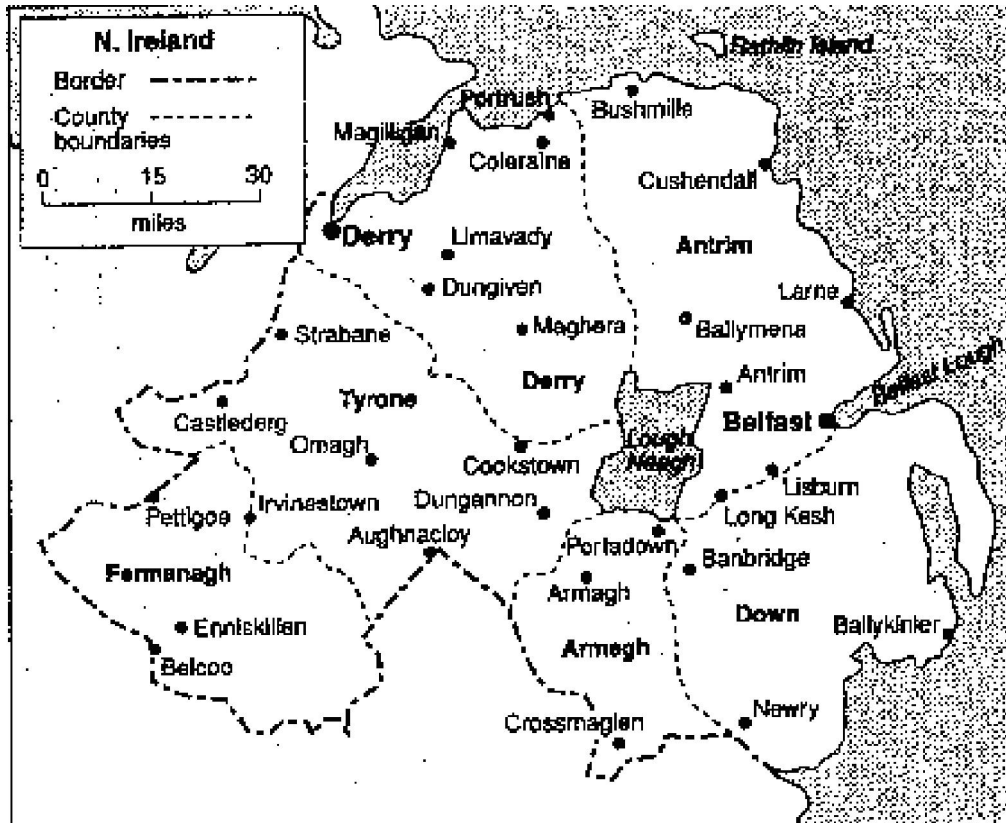 N. Ireland
Border
County
boundaries
0 15 30
miles
Rathlin Island
Portrush
Bushmille
Magilligan
Coleraine
Cushendall
Derry
Limavady
Antrim
Dungiven
Larne
Strabane
Maghera
Ballymena
Derry
Antrim
Tyrone
Belfast
Belfast Lough
Castlederg
Omagh
Cookstown
Lough
Neagh
Lisburn
Pettigoe
Irvinestown
Dungannon
Long Kesh
Aughnacloy
Portadown
Banbridge
Fermanagh
Armagh
Down
Enniskillen
Ballykinler
Belcoo
Armagh
Crossmaglen
Newry